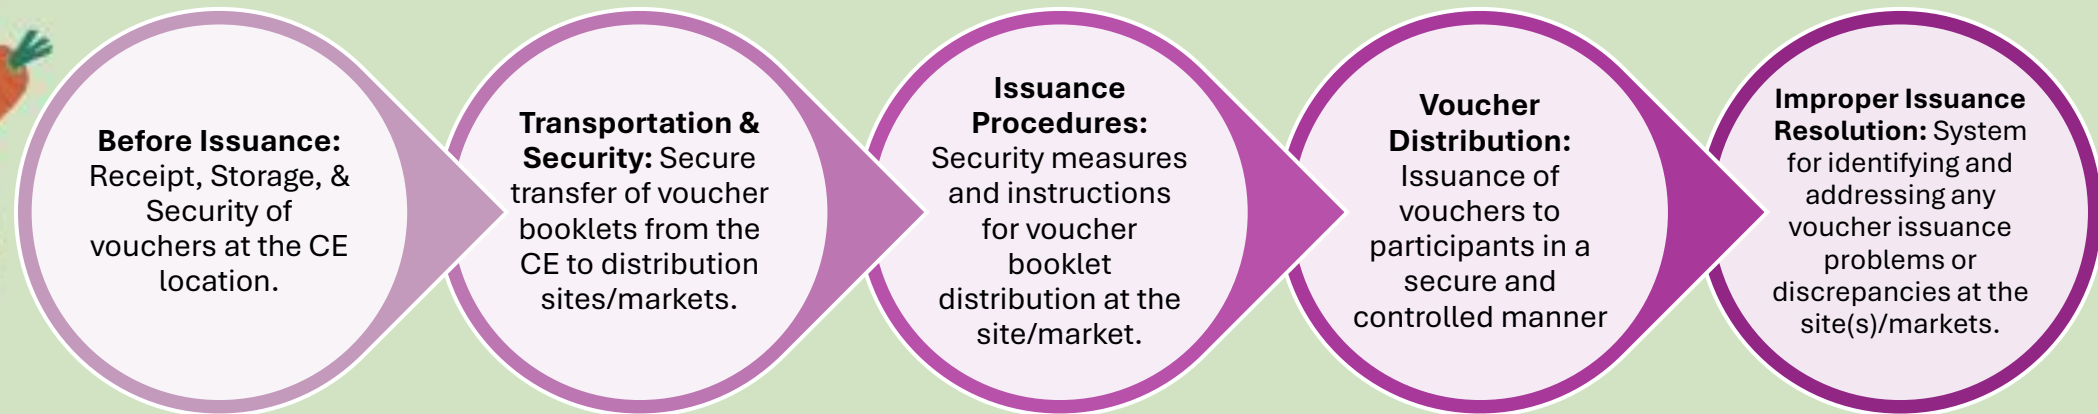 Before Issuance:
Receipt, Storage, &
Security of
vouchers at the CE
location.
Transportation &
Security: Secure
transfer of voucher
booklets from the
CE to distribution
sites/markets.
Issuance
Procedures:
Security measures
and instructions
for voucher
booklet
distribution at the
site/market.
Voucher
Distribution:
Issuance of
vouchers to
participants in a
secure and
controlled manner
Improper Issuance
Resolution: System
for identifying and
addressing any
voucher issuance
problems or
discrepancies at the
site(s)/markets.